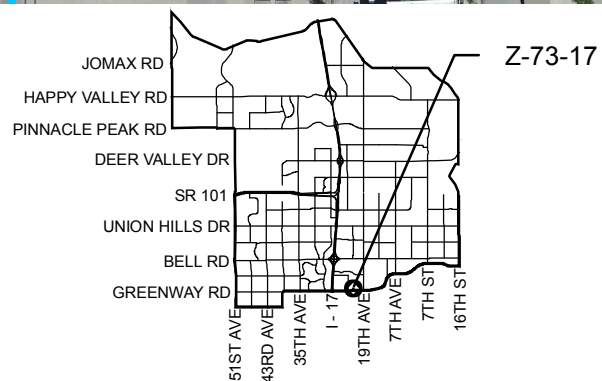 Z-73-17
JOMAX RD
HAPPY VALLEY RD
PINNACLE PEAK RD
DEER VALLEY DR
SR 101
UNION HILLS DR
BELL RD
GREENWAY RD
51ST AVE
43RD AVE
35TH AVE
I - 17
19TH AVE
7TH AVE
7TH ST
16TH ST